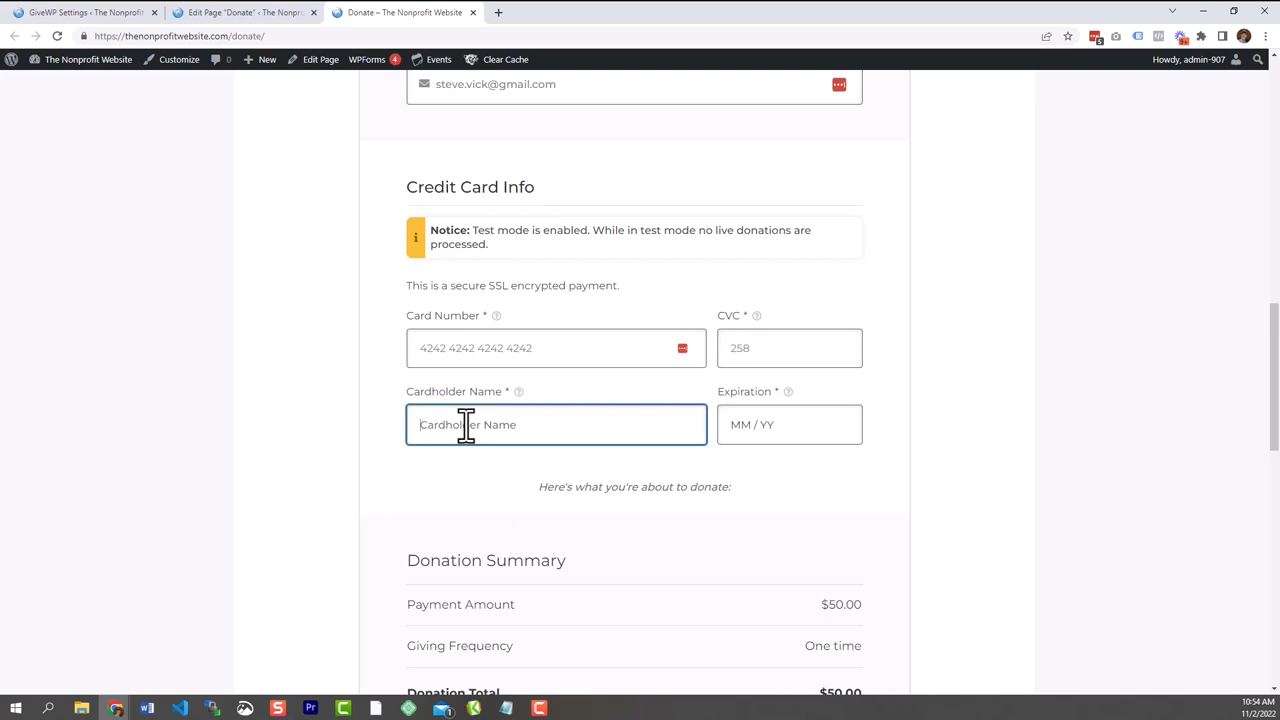 GiveWP Settings < The Nonprofit
Edit Page "Donate" < The Nonpro
Donate – The Nonprofit Website
https://thenonprofitwebsite.com/donate/
5
9+
The Nonprofit Website
Customize
0
New
Edit Page
WPForms 4
Events
Clear Cache
Howdy, admin-907
steve.vick@gmail.com
Credit Card Info
Notice: Test mode is enabled. While in test mode no live donations are
processed.
This is a secure SSL encrypted payment.
Card Number *
CVC *
4242 4242 4242 4242
258
Cardholder Name *
Expiration *
Cardholder Name
MM / YY
Here's what you're about to donate:
Donation Summary
Payment Amount
$50.00
Giving Frequency
One time
Donation Total
$50.00
10:54 AM
11/2/2022